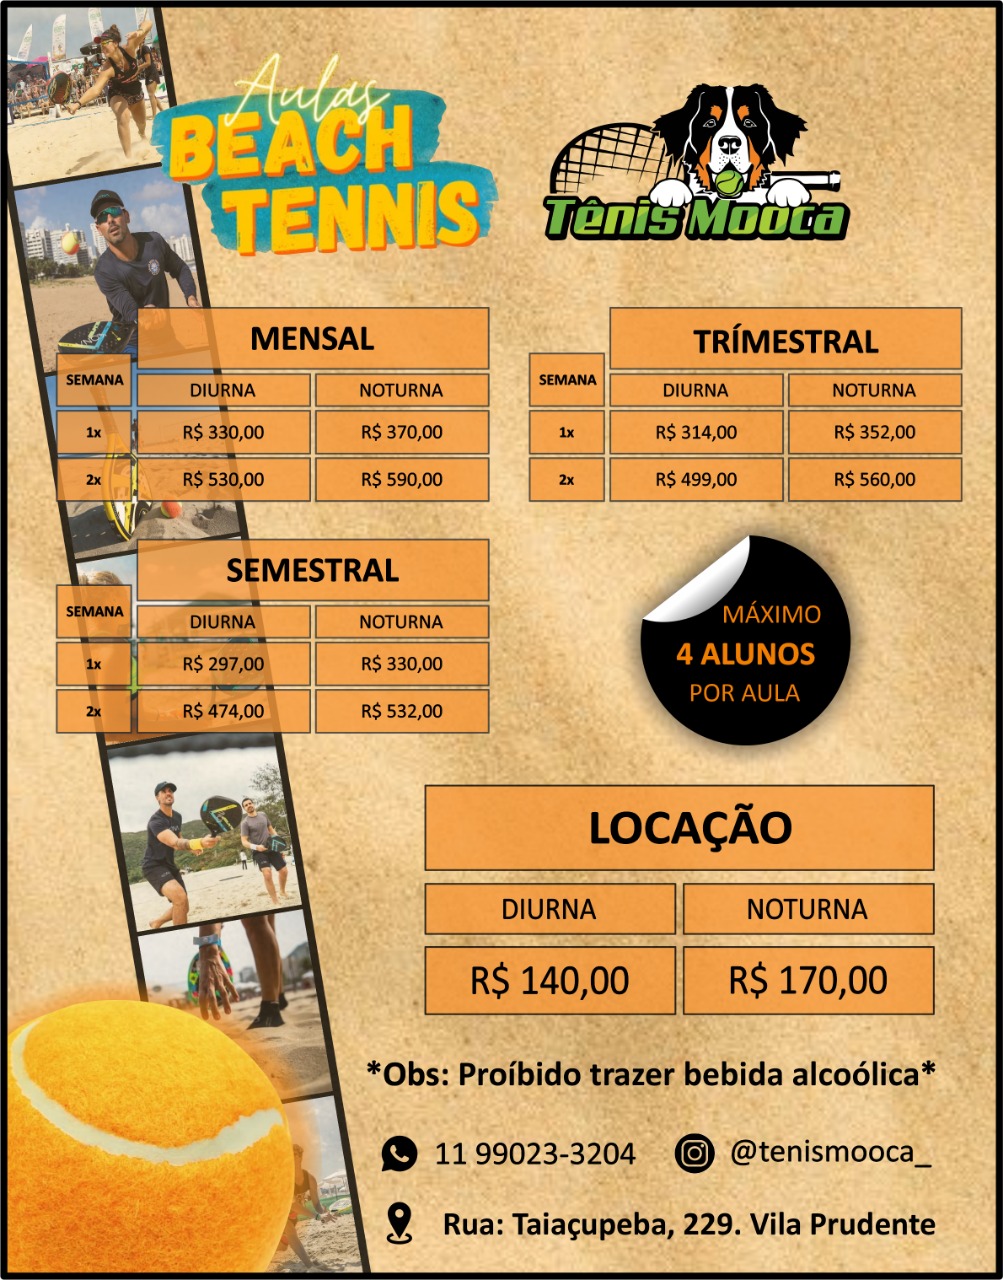 Aulas
BEACH
TENNIS
Tênis Mooca
MENSAL
SEMANA
DIURNA NOTURNA
1x R$ 330,00 R$ 370,00
2x R$ 530,00 R$ 590,00
TRÍMESTRAL
SEMANA
DIURNA NOTURNA
1x R$ 314,00 R$ 352,00
2x R$ 499,00 R$ 560,00
SEMESTRAL
SEMANA
DIURNA NOTURNA
1x R$ 297,00 R$ 330,00
2x R$ 474,00 R$ 532,00
MÁXIMO
4 ALUNOS
POR AULA
LOCAÇÃO
DIURNA NOTURNA
R$ 140,00 R$ 170,00
*Obs: Proíbido trazer bebida alcoólica*
11 99023-3204 @tenismooca_
Rua: Taiaçupeba, 229. Vila Prudente